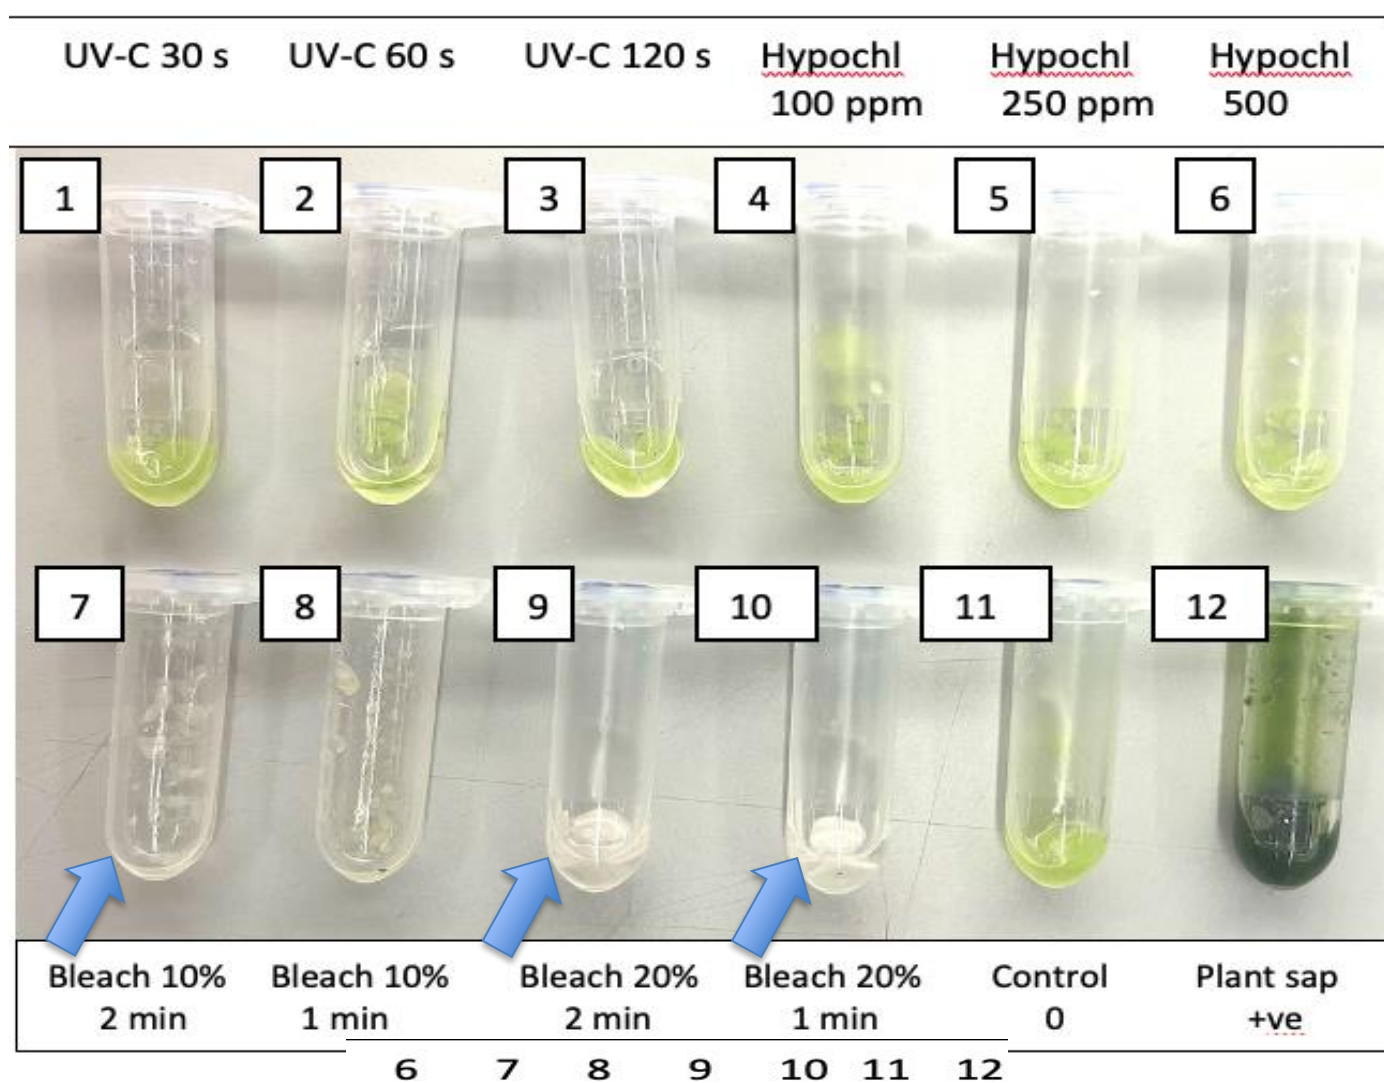 UV-C 30 s UV-C 60 s UV-C 120 s Hypochl Hypochl Hypochl
100 ppm 250 ppm 500
1 2 3 4 5 6
7 8 9 10 11 12
Bleach 10% Bleach 10% Bleach 20% Bleach 20% Control Plant sap
2 min 1 min 2 min 1 min 0 +ve
6 7 8 9 10 11 12